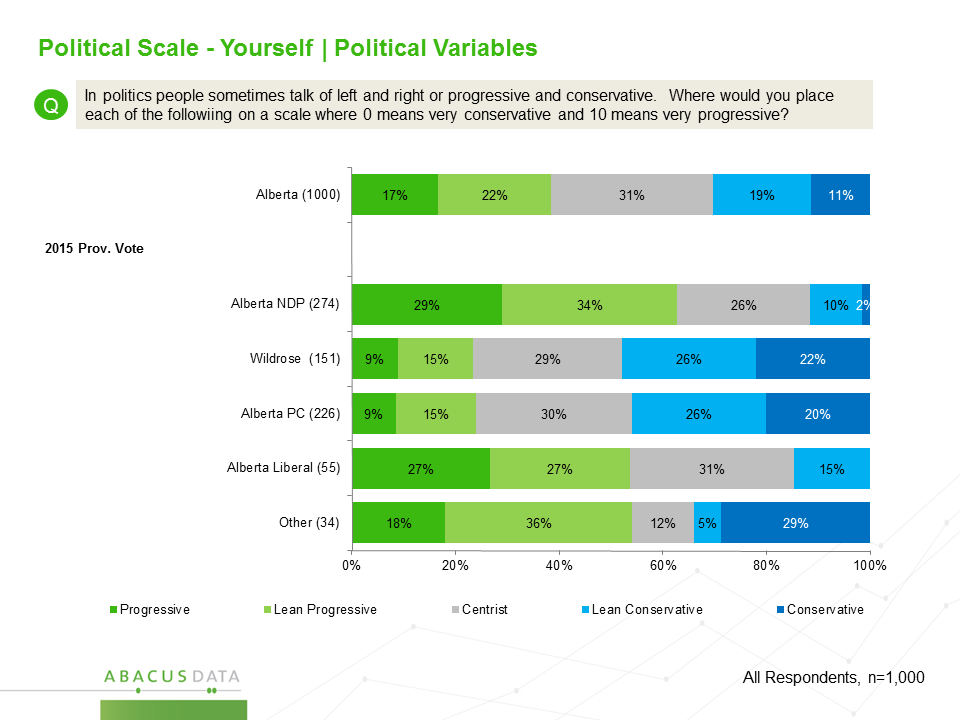 Political Scale - Yourself | Political Variables
Q
In politics people sometimes talk of left and right or progressive and conservative.  Where would you place
each of the followiing on a scale where 0 means very conservative and 10 means very progressive?
Alberta (1000) 17% 22% 31% 19% 11%
2015 Prov. Vote
Alberta NDP (274) 29% 34% 26% 10% 2%
Wildrose  (151) 9% 15% 29% 26% 22%
Alberta PC (226) 9% 15% 30% 26% 20%
Alberta Liberal (55) 27% 27% 31% 15%
Other (34) 18% 36% 12% 5% 29%
0% 20% 40% 60% 80% 100%
Progressive Lean Progressive Centrist Lean Conservative Conservative
ABACUS DATA
All Respondents, n=1,000